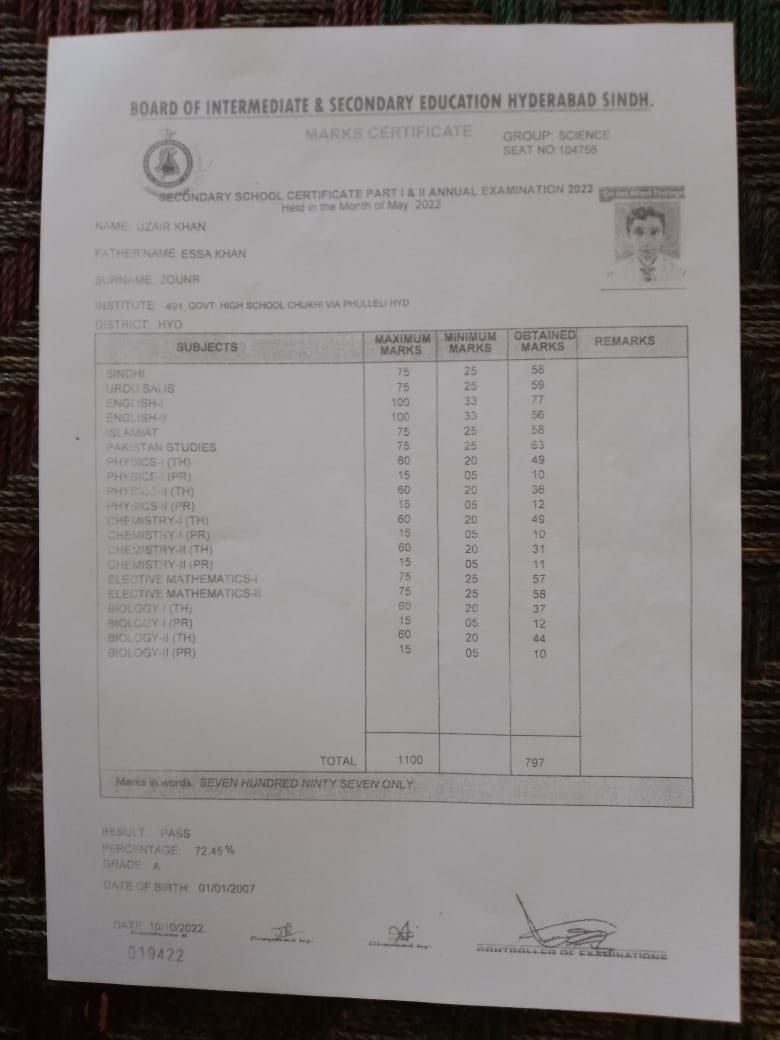 BOARD OF INTERMEDIATE & SECONDARY EDUCATION HYDERABAD SINDH.
MARKS CERTIFICATE
GROUP: SCIENCE
SEAT NO:104756
SECONDARY SCHOOL CERTIFICATE PART I & II ANNUAL EXAMINATION 2022
Held in the Month of May 2022
NAME: UZAIR KHAN
FATHER'NAME: ESSA KHAN
SURNAME: ZOUNR
INSTITUTE: 491, GOVT HIGH SCHOOL CHUKHI VIA PHULLELI HYD
DISTRICT: HYD
SUBJECTS MAXIMUM MARKS MINIMUM MARKS OBTAINED MARKS REMARKS
SINDHI 75 25 58
URDU SALIS 75 25 59
ENGLISH-I 100 33 77
ENGLISH-II 100 33 56
ISLAMIAT 75 25 58
PAKISTAN STUDIES 75 25 63
PHYSICS-I (TH) 60 20 49
PHYSICS-I (PR) 15 05 10
PHYSICS-II (TH) 60 20 36
PHYSICS-II (PR) 15 05 12
CHEMISTRY-I (TH) 60 20 49
CHEMISTRY-I (PR) 15 05 10
CHEMISTRY-II (TH) 60 20 31
CHEMISTRY-II (PR) 15 05 11
ELECTIVE MATHEMATICS-I 75 25 57
ELECTIVE MATHEMATICS-II 75 25 58
BIOLOGY-I (TH) 60 20 37
BIOLOGY-I (PR) 15 05 12
BIOLOGY-II (TH) 60 20 44
BIOLOGY-II (PR) 15 05 10
TOTAL 1100 797
Marks in words. SEVEN HUNDRED NINTY SEVEN ONLY.
RESULT: PASS
PERCENTAGE: 72.45%
GRADE: A
DATE OF BIRTH: 01/01/2007
DATE: 10/10/2022
Certificate #
019422
Prepared by:
Checked by:
CONTROLLER OF EXAMINATIONS